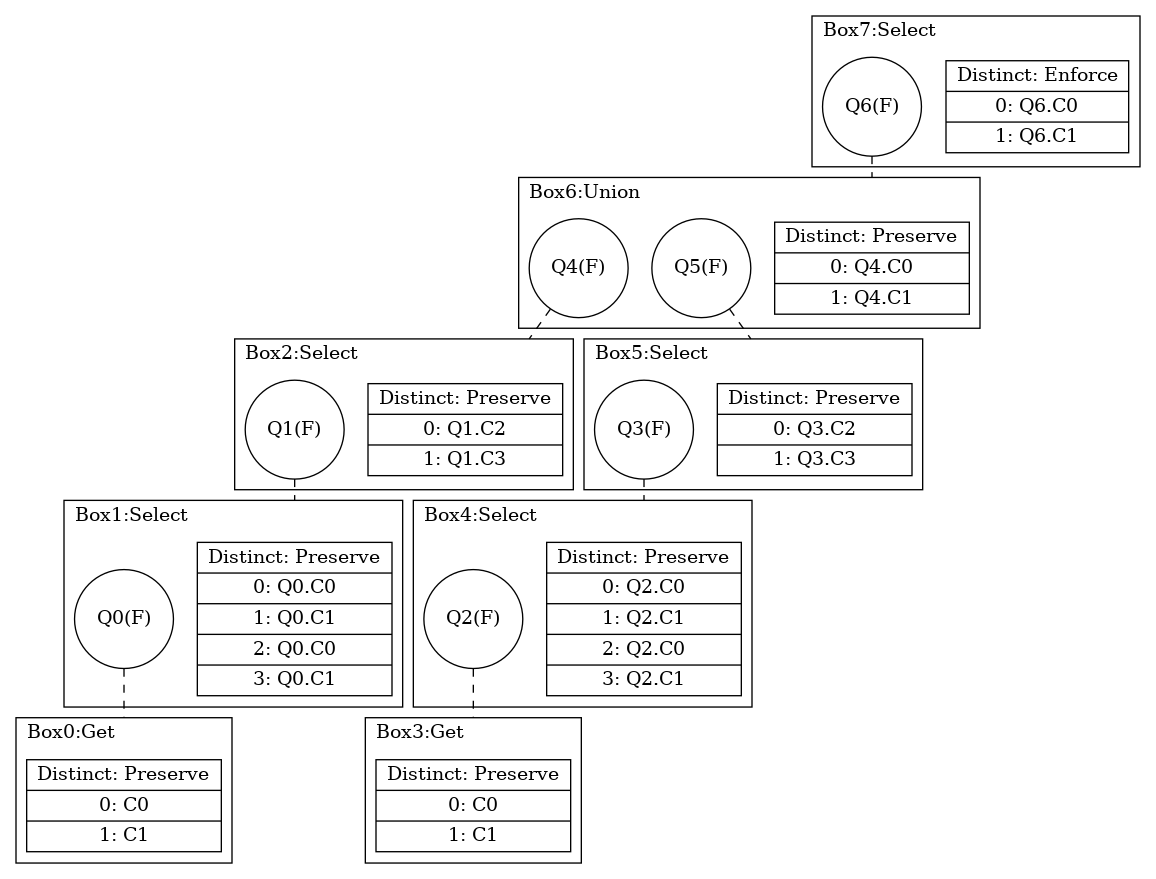 Box7:Select
Q6(F)
Distinct: Enforce
0: Q6.C0
1: Q6.C1
Box6:Union
Q4(F)
Q5(F)
Distinct: Preserve
0: Q4.C0
1: Q4.C1
Box2:Select
Q1(F)
Distinct: Preserve
0: Q1.C2
1: Q1.C3
Box5:Select
Q3(F)
Distinct: Preserve
0: Q3.C2
1: Q3.C3
Box1:Select
Q0(F)
Distinct: Preserve
0: Q0.C0
1: Q0.C1
2: Q0.C0
3: Q0.C1
Box4:Select
Q2(F)
Distinct: Preserve
0: Q2.C0
1: Q2.C1
2: Q2.C0
3: Q2.C1
Box0:Get
Distinct: Preserve
0: C0
1: C1
Box3:Get
Distinct: Preserve
0: C0
1: C1